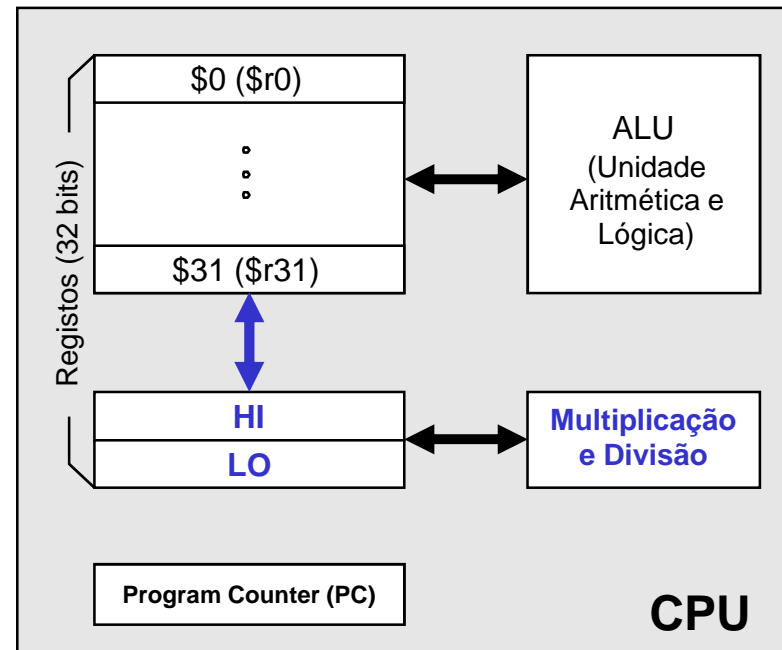 Registos (32 bits)
$0 ($r0)
$31 ($r31)
ALU
(Unidade
Aritmética e
Lógica)
HI
LO
Multiplicação
e Divisão
Program Counter (PC)
CPU